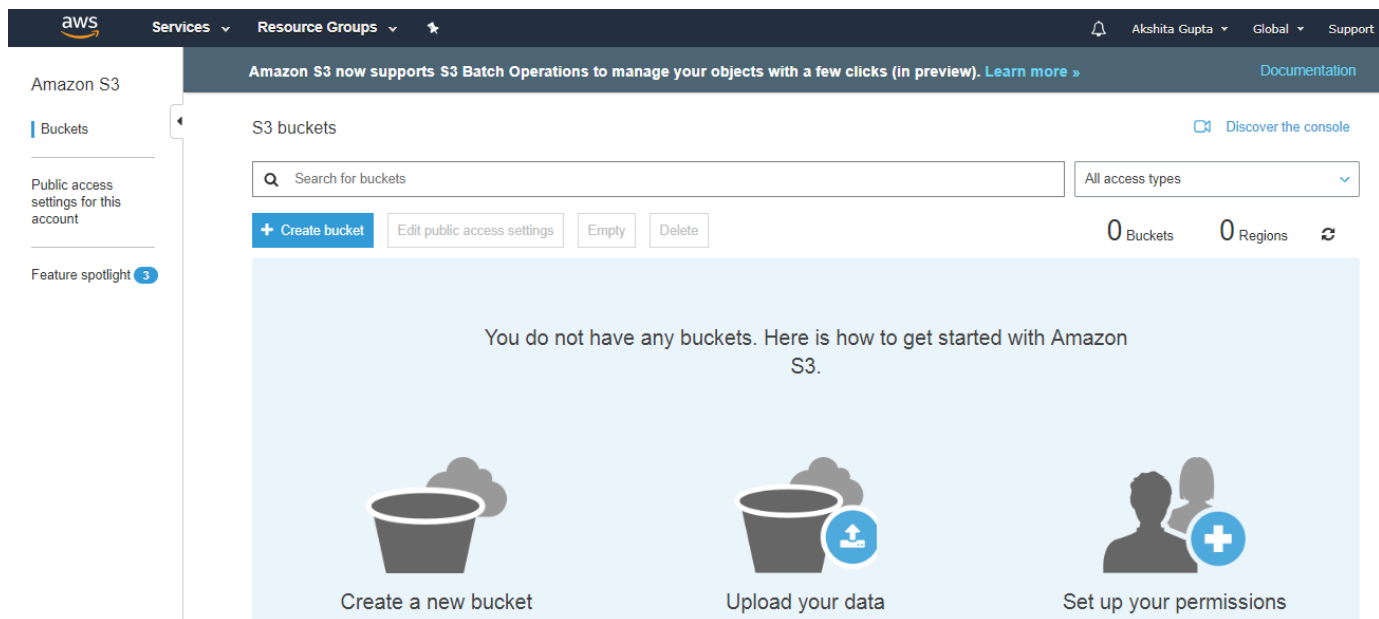 aws Services Resource Groups Akshita Gupta Global Support
Amazon S3 now supports S3 Batch Operations to manage your objects with a few clicks (in preview). Learn more » Documentation
Amazon S3
Buckets
Public access
settings for this
account
Feature spotlight 3
S3 buckets Discover the console
Search for buckets All access types
Create bucket Edit public access settings Empty Delete 0 Buckets 0 Regions
You do not have any buckets. Here is how to get started with Amazon
S3.
Create a new bucket Upload your data Set up your permissions